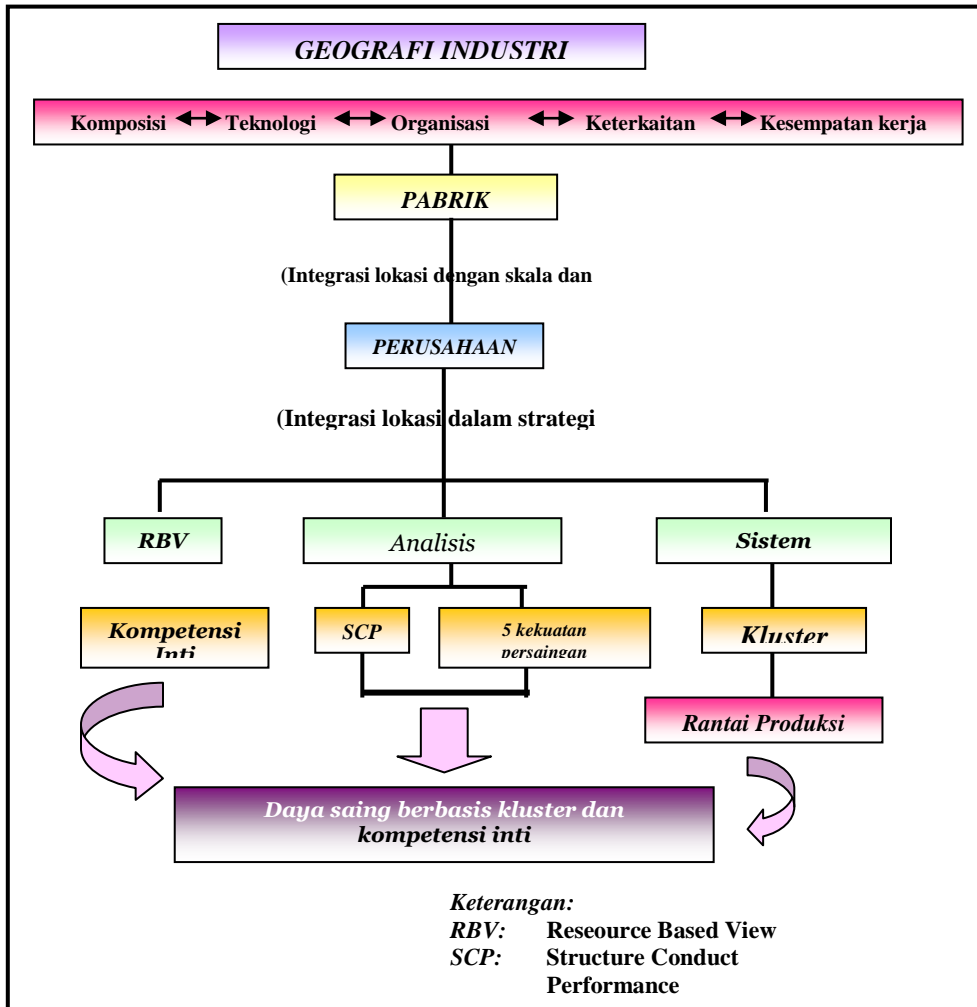 GEOGRAFI INDUSTRI
Komposisi Teknologi Organisasi Keterkaitan Kesempatan kerja
PABRIK
(Integrasi lokasi dengan skala dan
PERUSAHAAN
(Integrasi lokasi dalam strategi
RBV
Analisis
Sistem
Kompetensi
Inti
SCP
5 kekuatan
persaingan
Kluster
Rantai Produksi
Daya saing berbasis kluster dan
kompetensi inti
Keterangan:
RBV: Reseource Based View
SCP: Structure Conduct
Performance